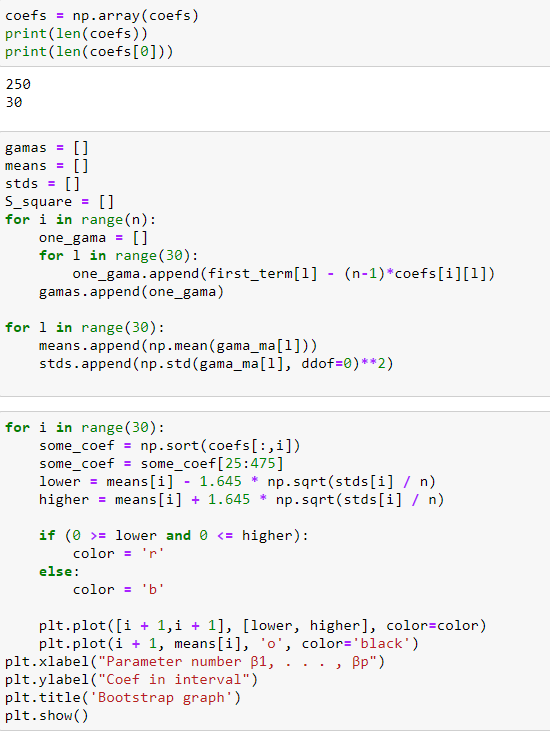 coefs = np.array(coefs)
print(len(coefs))
print(len(coefs[0]))
250
30
gamas = []
means = []
stds = []
S_square = []
for i in range(n):
    one_gama = []
    for l in range(30):
        one_gama.append(first_term[l] - (n-1)*coefs[i][l])
    gamas.append(one_gama)
for l in range(30):
    means.append(np.mean(gama_ma[l]))
    stds.append(np.std(gama_ma[l], ddof=0)**2)
for i in range(30):
    some_coef = np.sort(coefs[:,i])
    some_coef = some_coef[25:475]
    lower = means[i] - 1.645 * np.sqrt(stds[i] / n)
    higher = means[i] + 1.645 * np.sqrt(stds[i] / n)
    if (0 >= lower and 0 <= higher):
        color = 'r'
    else:
        color = 'b'
    plt.plot([i + 1,i + 1], [lower, higher], color=color)
    plt.plot(i + 1, means[i], 'o', color='black')
plt.xlabel("Parameter number β1, . . . , βp")
plt.ylabel("Coef in interval")
plt.title('Bootstrap graph')
plt.show()